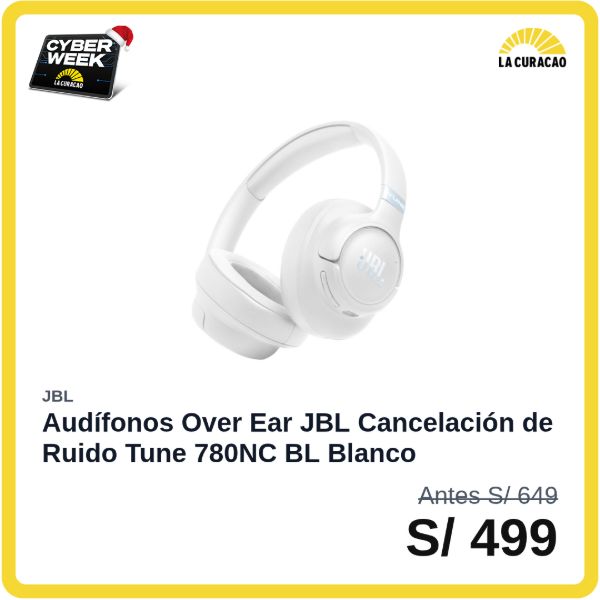 CYBER
WEEK
LA CURACAO
LA CURACAO
JBL
JBL
Audífonos Over Ear JBL Cancelación de
Ruido Tune 780NC BL Blanco
Antes S/ 649
S/ 499